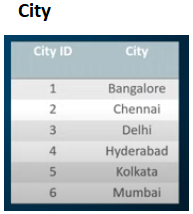 City
City ID City
1 Bangalore
2 Chennai
3 Delhi
4 Hyderabad
5 Kolkata
6 Mumbai